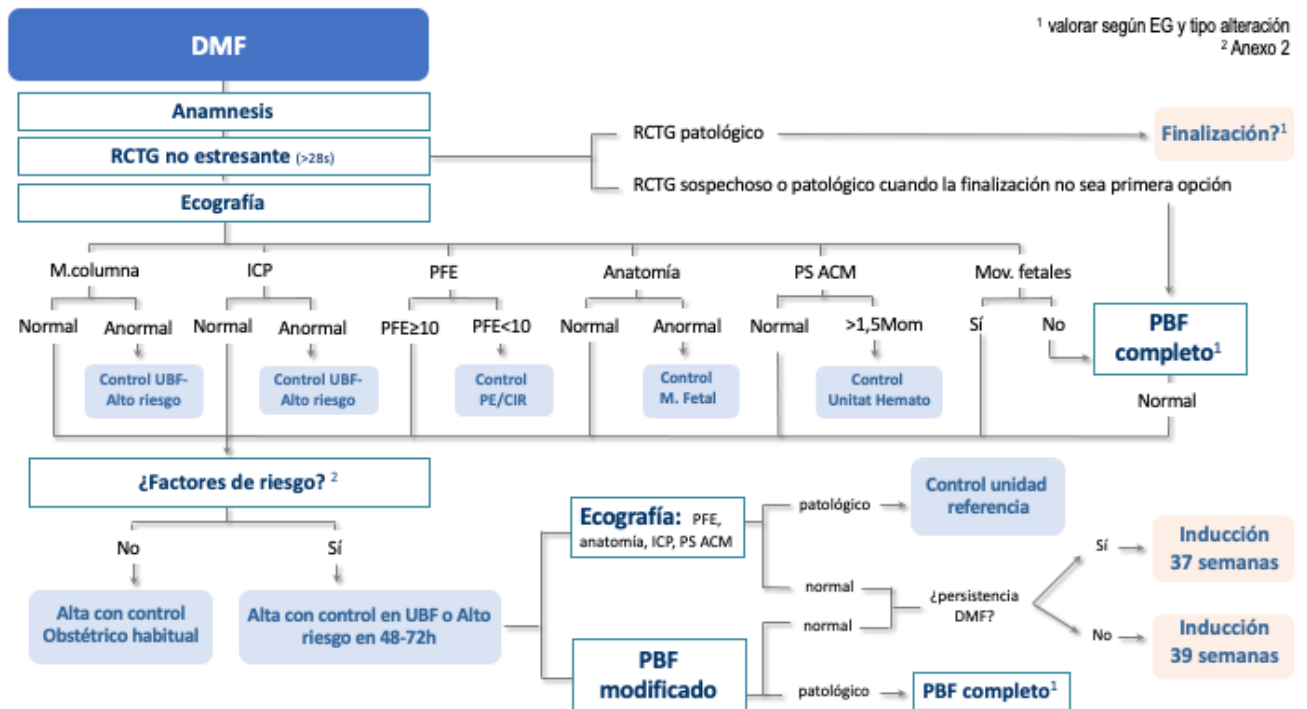 DMF
¹ valorar según EG y tipo alteración
² Anexo 2
Anamnesis
RCTG no estresante (>28s)
Ecografía
RCTG patológico
Finalización?¹
RCTG sospechoso o patológico cuando la finalización no sea primera opción
M.columna
ICP
PFE
Anatomía
PS ACM
Mov. fetales
Normal
Anormal
Normal
Anormal
PFE≥10
PFE<10
Normal
Anormal
Normal
>1,5Mom
Sí
No
PBF
completo¹
Control UBF-
Alto riesgo
Control UBF-
Alto riesgo
Control
PE/CIR
Control
M. Fetal
Control
Unitat Hemato
Normal
¿Factores de riesgo? ²
No
Sí
Alta con control
Obstétrico habitual
Alta con control en UBF o Alto
riesgo en 48-72h
Ecografía: PFE,
anatomía, ICP, PS ACM
patológico
Control unidad
referencia
normal
normal
¿persistencia
DMF?
Sí
Inducción
37 semanas
No
Inducción
39 semanas
PBF
modificado
patológico
PBF completo¹